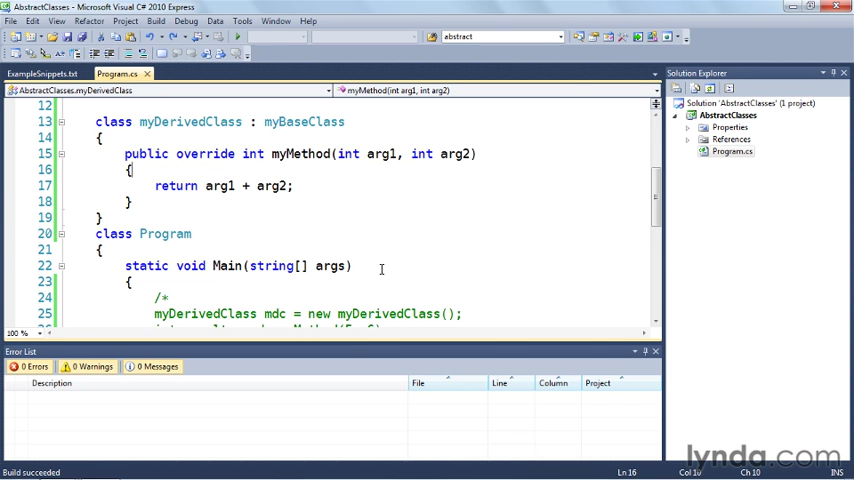 AbstractClasses - Microsoft Visual C# 2010 Express
File Edit View Refactor Project Build Debug Data Tools Window Help
abstract
ExampleSnippets.txt Program.cs
AbstractClasses.myDerivedClass myMethod(int arg1, int arg2)
12
13 class myDerivedClass : myBaseClass
14 {
15 public override int myMethod(int arg1, int arg2)
16 {
17 return arg1 + arg2;
18 }
19 }
20 class Program
21 {
22 static void Main(string[] args)
23 {
24 /*
25 myDerivedClass mdc = new myDerivedClass();
100 %
Solution Explorer
Solution 'AbstractClasses' (1 project)
AbstractClasses
Properties
References
Program.cs
Error List
0 Errors 0 Warnings 0 Messages
Description File Line Column Project
Build succeeded Ln 16 Col 10 Ch 10 INS
lynda.com